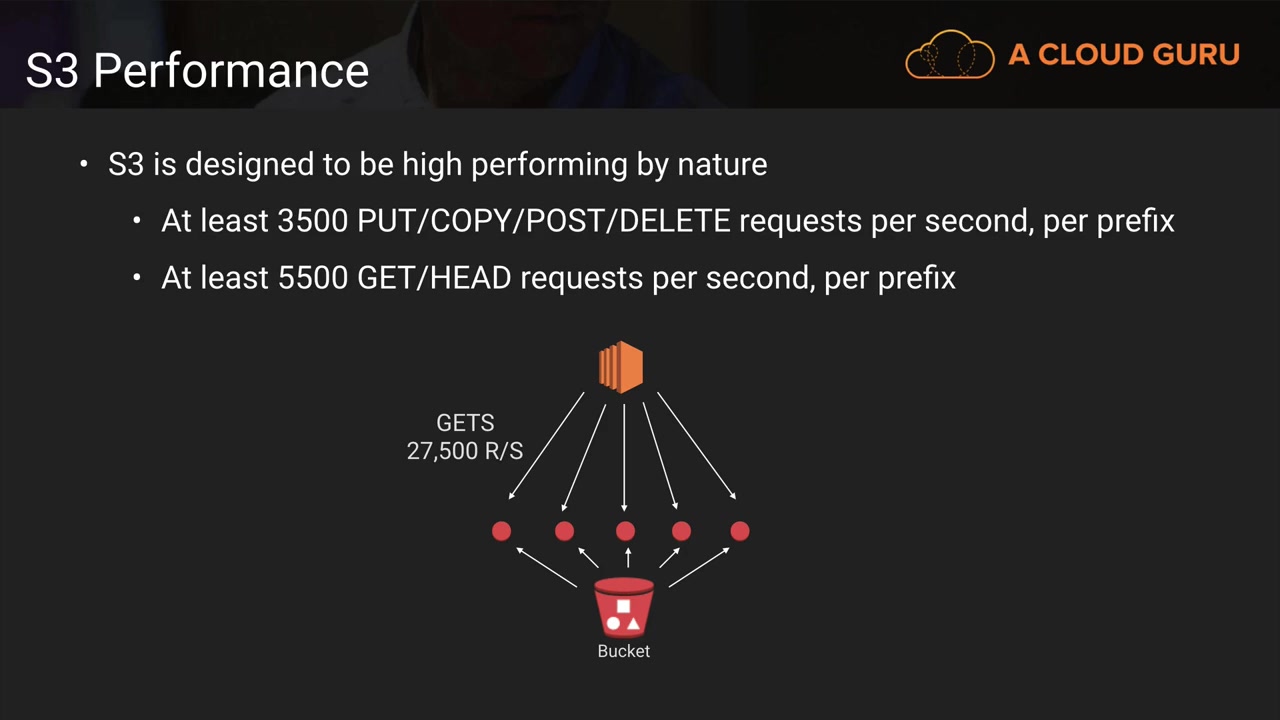 S3 Performance
A CLOUD GURU
• S3 is designed to be high performing by nature
• At least 3500 PUT/COPY/POST/DELETE requests per second, per prefix
• At least 5500 GET/HEAD requests per second, per prefix
GETS
27,500 R/S
Bucket